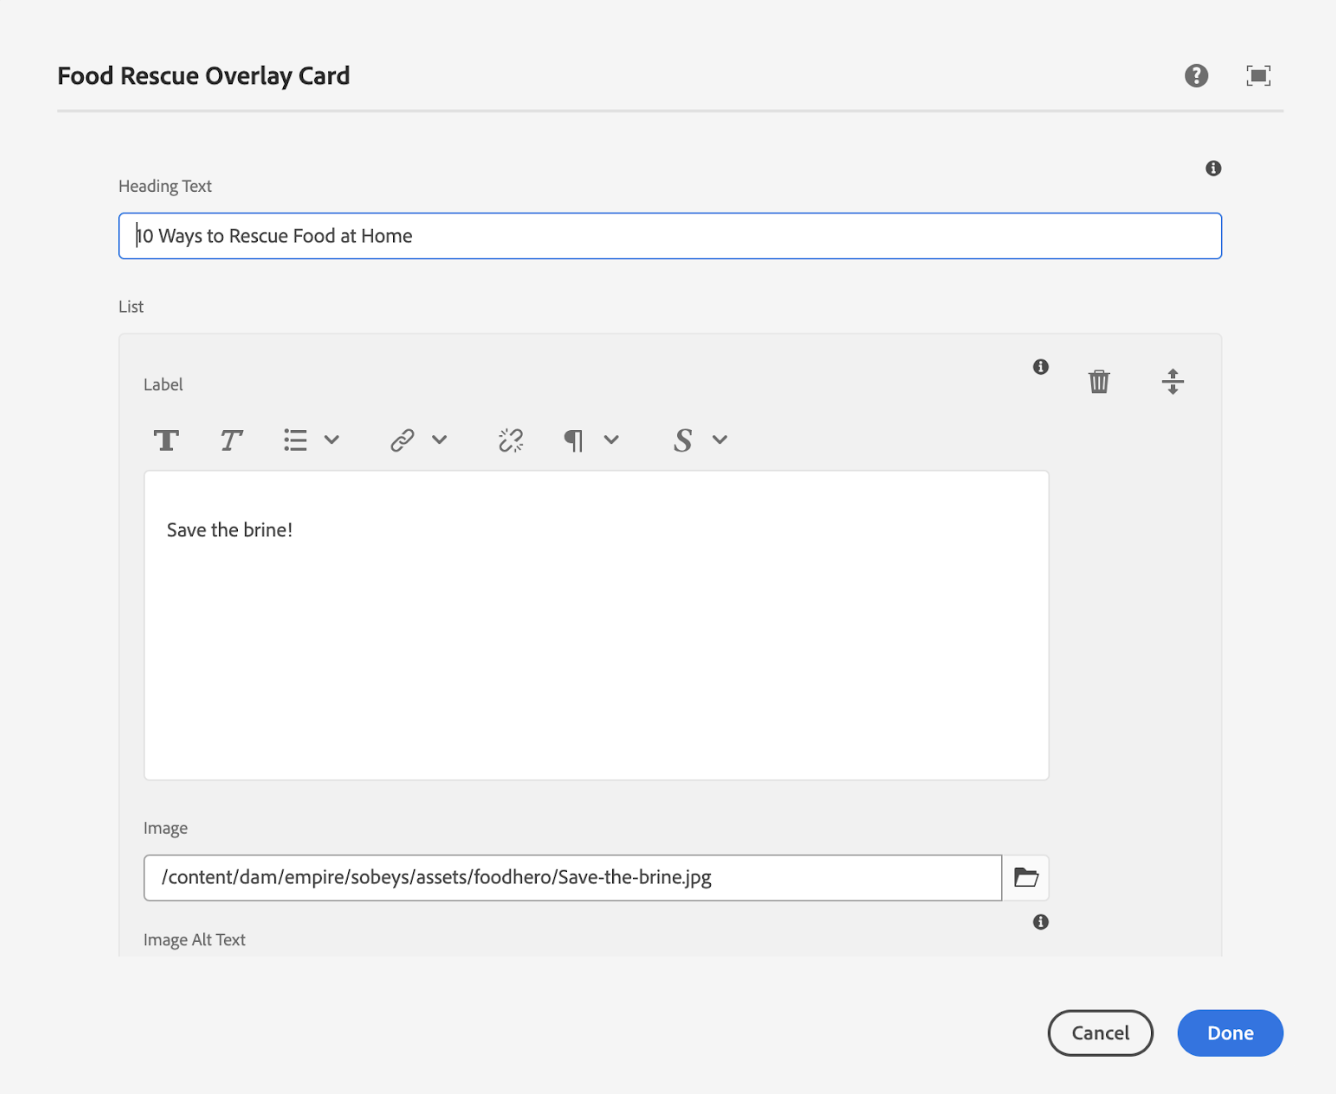 Food Rescue Overlay Card
Heading Text
10 Ways to Rescue Food at Home
List
Label
Save the brine!
Image
/content/dam/empire/sobeys/assets/foodhero/Save-the-brine.jpg
Image Alt Text
Cancel Done